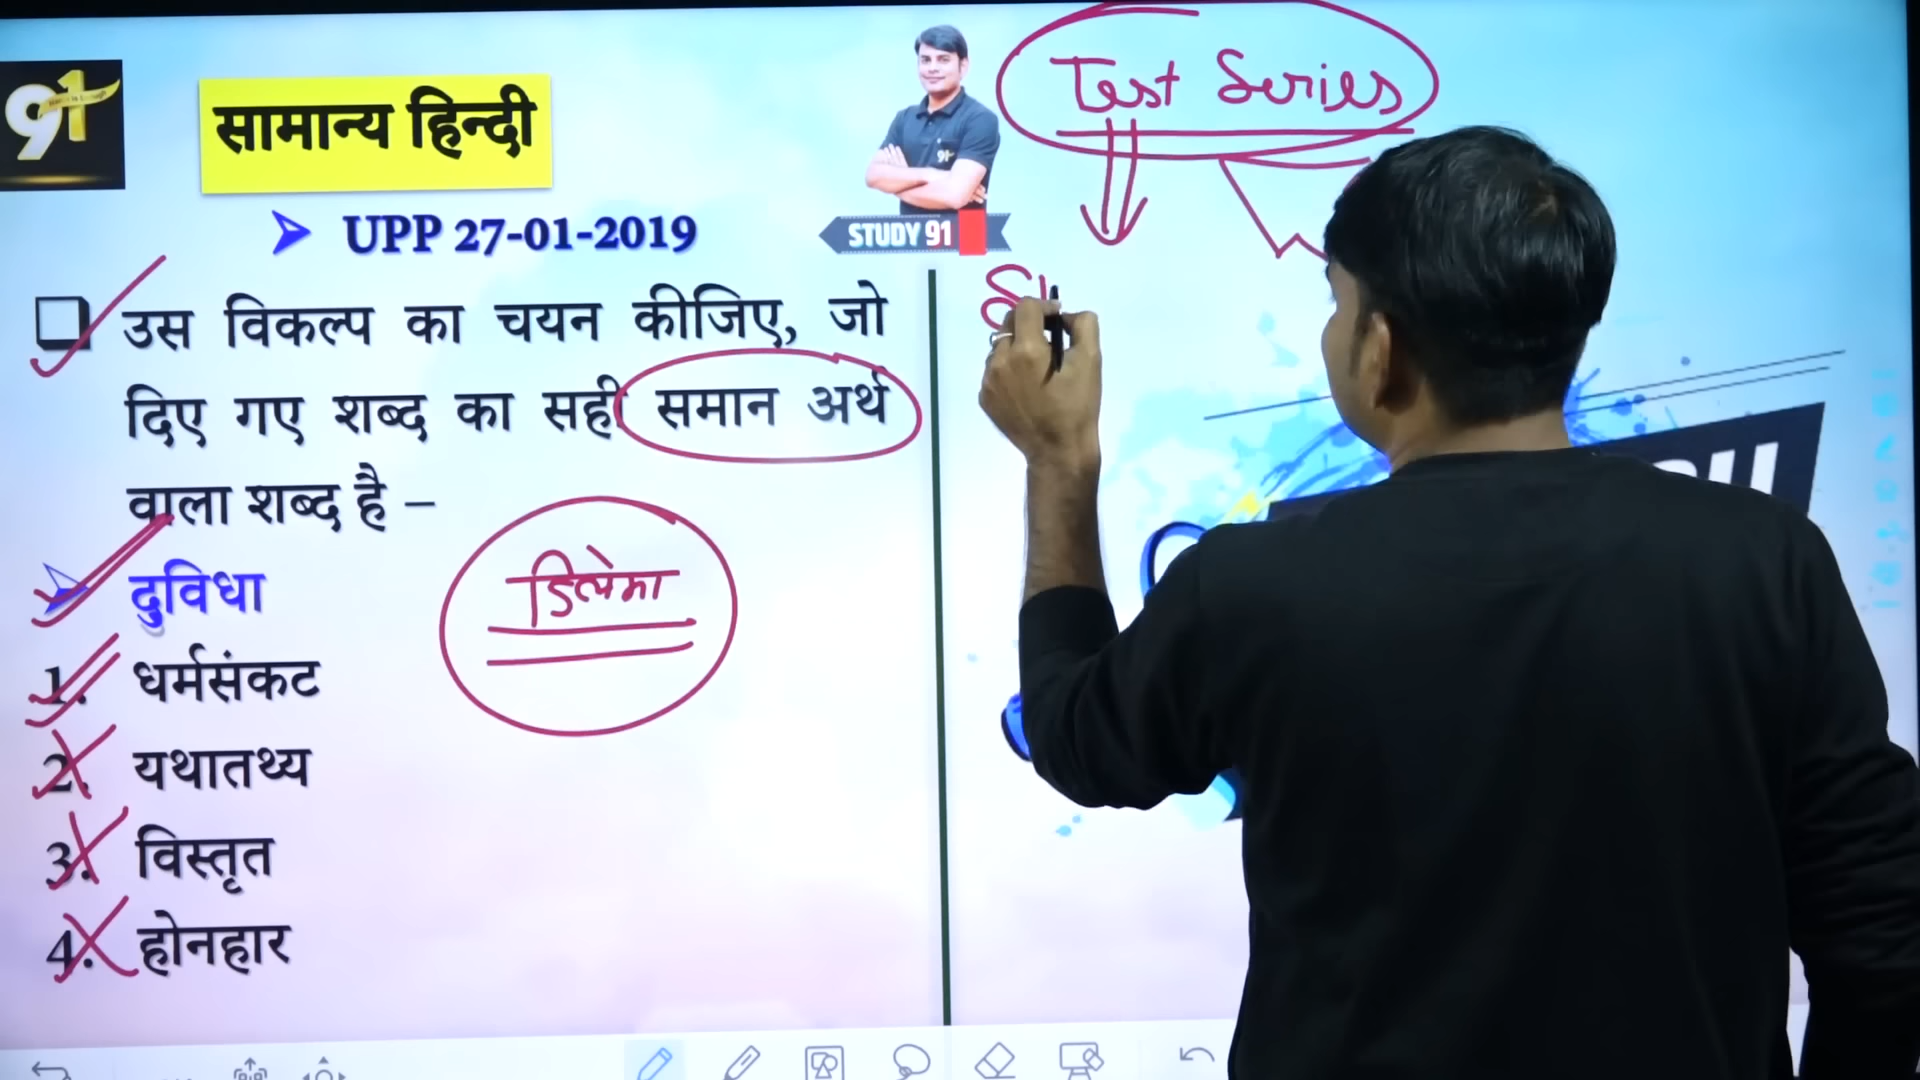 91
सामान्य हिन्दी
UPP 27-01-2019
STUDY 91
Test Series
उस विकल्प का चयन कीजिए, जो
दिए गए शब्द का सही समान अर्थ
वाला शब्द है –
दुविधा
डिलेमा
1. धर्मसंकट
2. यथातथ्य
3. विस्तृत
4. होनहार